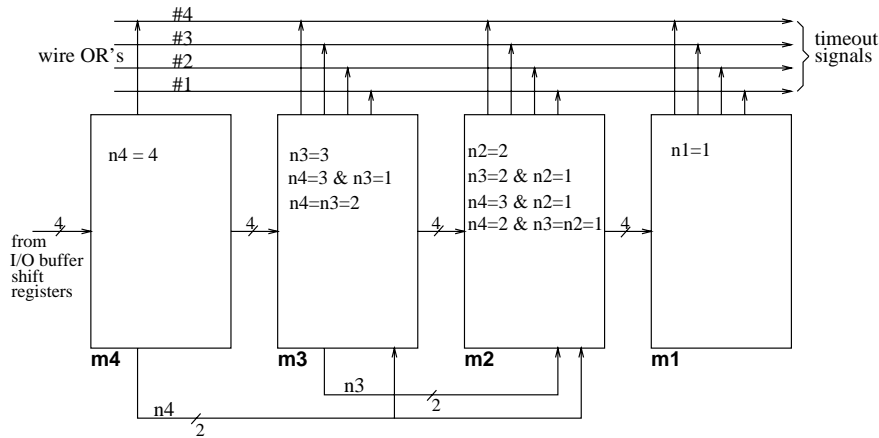 #4
#3
wire OR's
#2
#1
timeout
signals
n4 = 4
n3=3
n4=3 & n3=1
n4=n3=2
n2=2
n3=2 & n2=1
n4=3 & n2=1
n4=2 & n3=n2=1
n1=1
4
4
4
4
from
I/O buffer
shift
registers
m4
m3
m2
m1
n3
2
n4
2